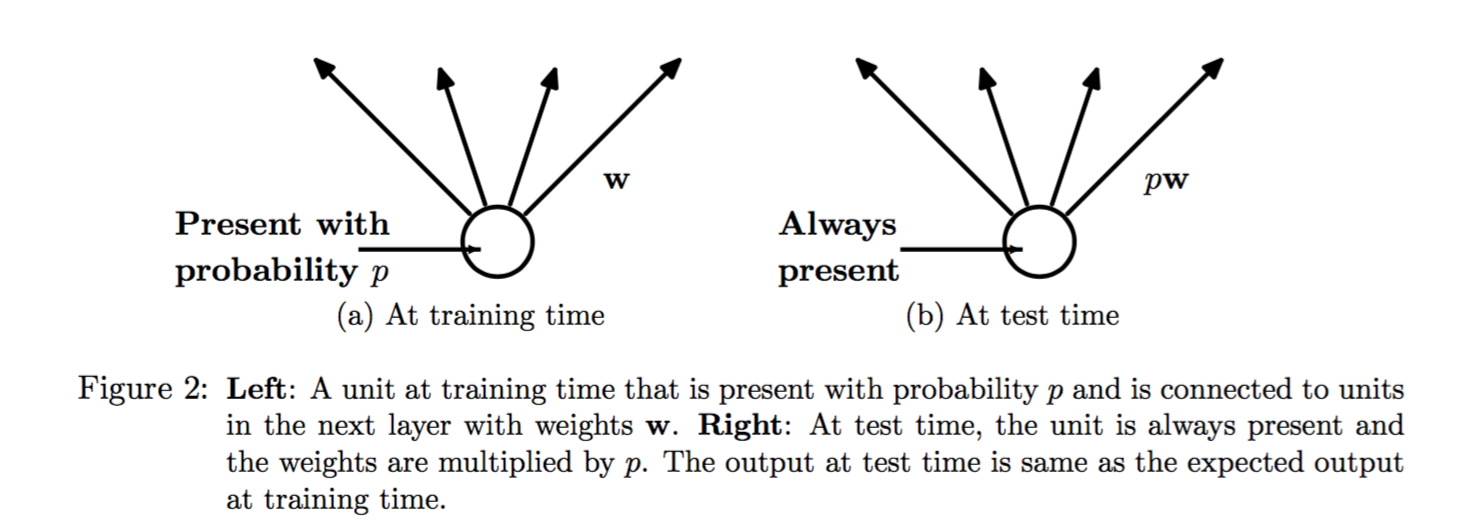 w
Present with
probability p
(a) At training time
pw
Always
present
(b) At test time
Figure 2: Left: A unit at training time that is present with probability p and is connected to units
in the next layer with weights w. Right: At test time, the unit is always present and
the weights are multiplied by p. The output at test time is same as the expected output
at training time.